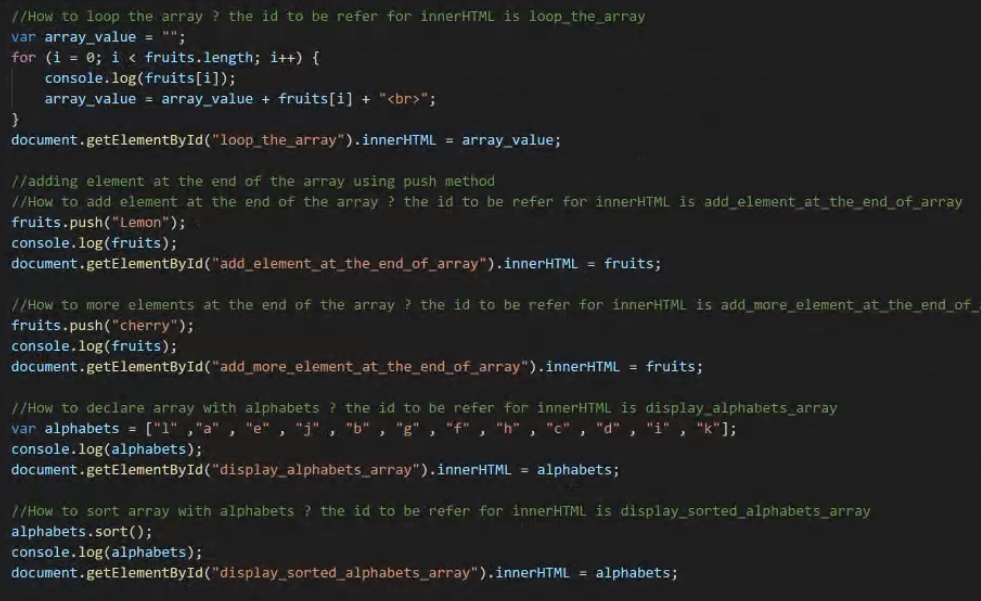 //How to loop the array ? the id to be refer for innerHTML is loop_the_array
var array_value = "";
for (i = 0; i < fruits.length; i++) {
    console.log(fruits[i]);
    array_value = array_value + fruits[i] + "<br>";
}
document.getElementById("loop_the_array").innerHTML = array_value;

//adding element at the end of the array using push method
//How to add element at the end of the array ? the id to be refer for innerHTML is add_element_at_the_end_of_array
fruits.push("Lemon");
console.log(fruits);
document.getElementById("add_element_at_the_end_of_array").innerHTML = fruits;

//How to more elements at the end of the array ? the id to be refer for innerHTML is add_more_element_at_the_end_of_
fruits.push("cherry");
console.log(fruits);
document.getElementById("add_more_element_at_the_end_of_array").innerHTML = fruits;

//How to declare array with alphabets ? the id to be refer for innerHTML is display_alphabets_array
var alphabets = ["l" ,"a" , "e" , "j" , "b" , "g" , "f" , "h" , "c" , "d" , "i" , "k"];
console.log(alphabets);
document.getElementById("display_alphabets_array").innerHTML = alphabets;

//How to sort array with alphabets ? the id to be refer for innerHTML is display_sorted_alphabets_array
alphabets.sort();
console.log(alphabets);
document.getElementById("display_sorted_alphabets_array").innerHTML = alphabets;